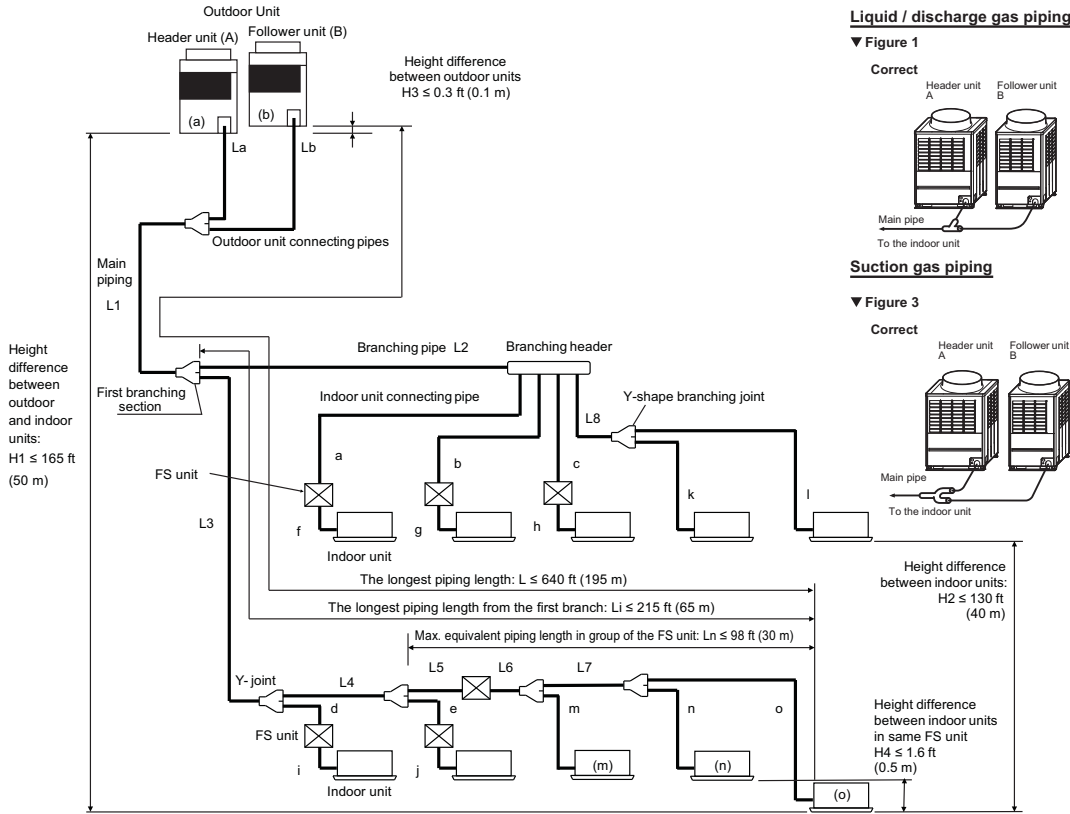 Outdoor Unit
Header unit (A)
Follower unit (B)
(a)
(b)
Height difference
between outdoor units
H3 ≤ 0.3 ft (0.1 m)
La
Lb
Outdoor unit connecting pipes
Main
piping
L1
Height
difference
between
outdoor
and indoor
units:
H1 ≤ 165 ft
(50 m)
First branching
section
Branching pipe L2
Branching header
Indoor unit connecting pipe
L8
Y-shape branching joint
a
b
c
k
l
FS unit
f
g
h
Indoor unit
L3
The longest piping length: L ≤ 640 ft (195 m)
The longest piping length from the first branch: Li ≤ 215 ft (65 m)
Max. equivalent piping length in group of the FS unit: Ln ≤ 98 ft (30 m)
Height difference
between indoor units:
H2 ≤ 130 ft
(40 m)
Y- joint
L4
L5
L6
L7
d
e
m
n
o
FS unit
i
j
(m)
(n)
(o)
Indoor unit
Height difference
between indoor units
in same FS unit
H4 ≤ 1.6 ft
(0.5 m)
Liquid / discharge gas piping
▼ Figure 1
Correct
Header unit
A
Follower unit
B
Main pipe
To the indoor unit
Suction gas piping
▼ Figure 3
Correct
Header unit
A
Follower unit
B
Main pipe
To the indoor unit